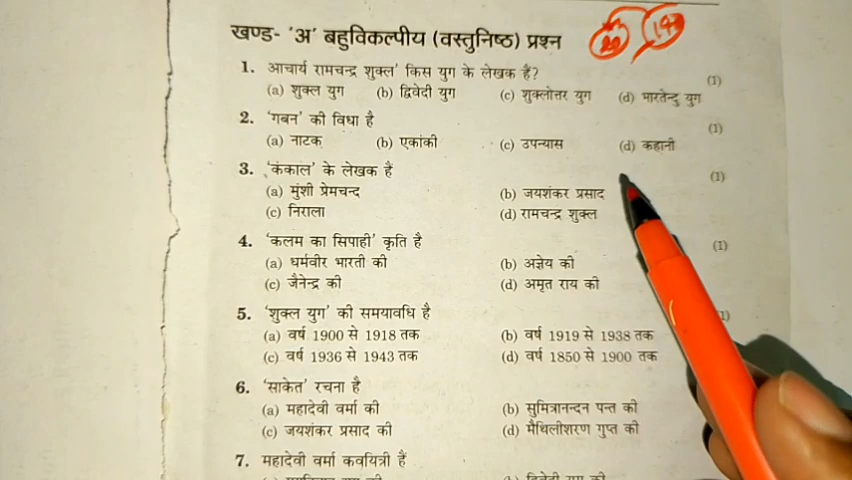 खण्ड- 'अ' बहुविकल्पीय (वस्तुनिष्ठ) प्रश्न
1. आचार्य रामचन्द्र शुक्ल' किस युग के लेखक हैं? (1)
(a) शुक्ल युग (b) द्विवेदी युग (c) शुक्लोत्तर युग (d) भारतेन्दु युग
2. 'गबन' की विधा है (1)
(a) नाटक (b) एकांकी (c) उपन्यास (d) कहानी
3. 'कंकाल' के लेखक हैं (1)
(a) मुंशी प्रेमचन्द (b) जयशंकर प्रसाद
(c) निराला (d) रामचन्द्र शुक्ल
4. 'कलम का सिपाही' कृति है (1)
(a) धर्मवीर भारती की (b) अज्ञेय की
(c) जैनेन्द्र की (d) अमृत राय की
5. 'शुक्ल युग' की समयावधि है 1)
(a) वर्ष 1900 से 1918 तक (b) वर्ष 1919 से 1938 तक
(c) वर्ष 1936 से 1943 तक (d) वर्ष 1850 से 1900 तक
6. 'साकेत' रचना है
(a) महादेवी वर्मा की (b) सुमित्रानन्दन पन्त की
(c) जयशंकर प्रसाद की (d) मैथिलीशरण गुप्त की
7. महादेवी वर्मा कवयित्री हैं